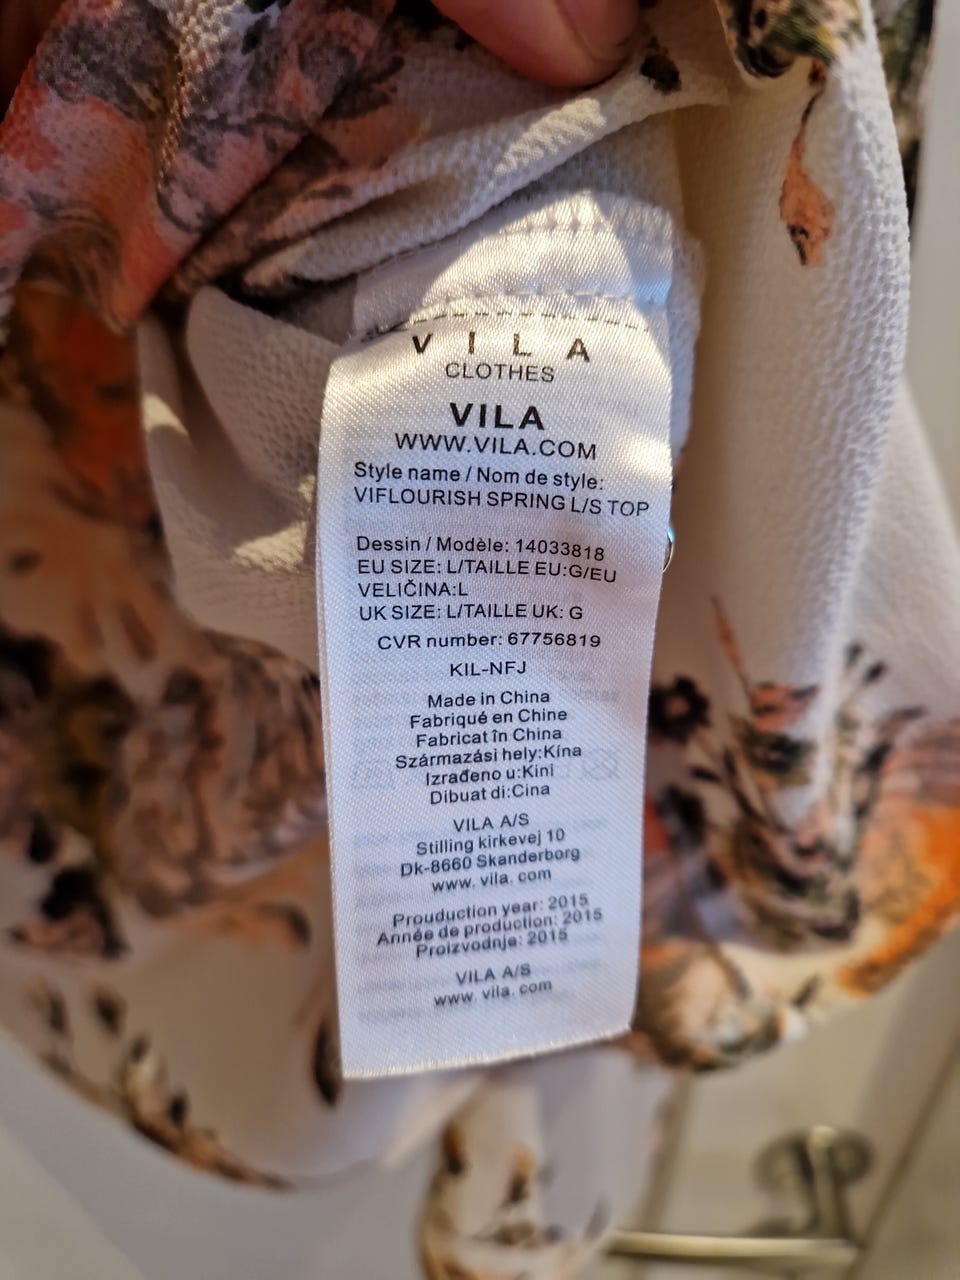 VILA
CLOTHES
VILA
WWW.VILA.COM
Style name / Nom de style:
VIFLOURISH SPRING L/S TOP
Dessin / Modèle: 14033818
EU SIZE: L/TAILLE EU:G/EU
VELIČINA:L
UK SIZE: L/TAILLE UK: G
CVR number: 67756819
KIL-NFJ
Made in China
Fabriqué en Chine
Fabricat în China
Származási hely:Kína
Izrađeno u:Kini
Dibuat di:Cina
VILA A/S
Stilling kirkevej 10
Dk-8660 Skanderborg
www. vila. com
Prouduction year: 2015
Année de production: 2015
Proizvodnje: 2015
VILA A/S
www. vila. com